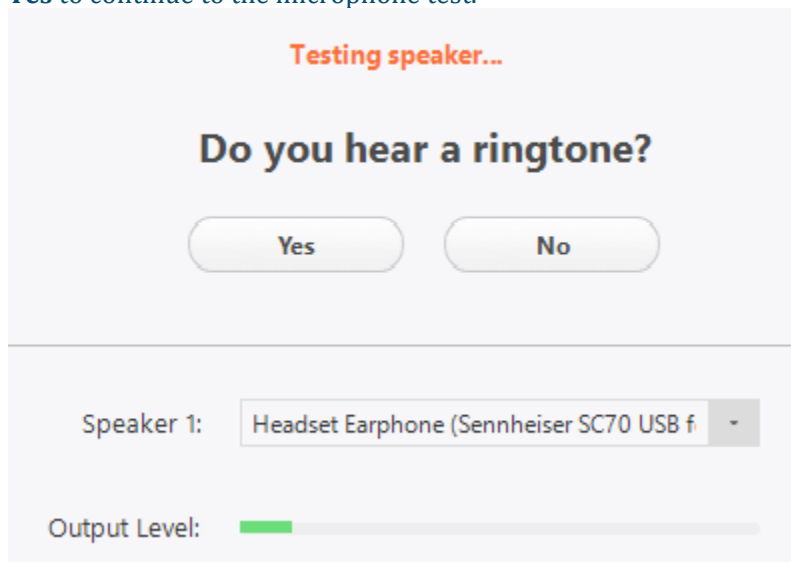 Yes to continue to the microphone test.
Testing speaker...
Do you hear a ringtone?
Yes No
Speaker 1: Headset Earphone (Sennheiser SC70 USB f
Output Level: